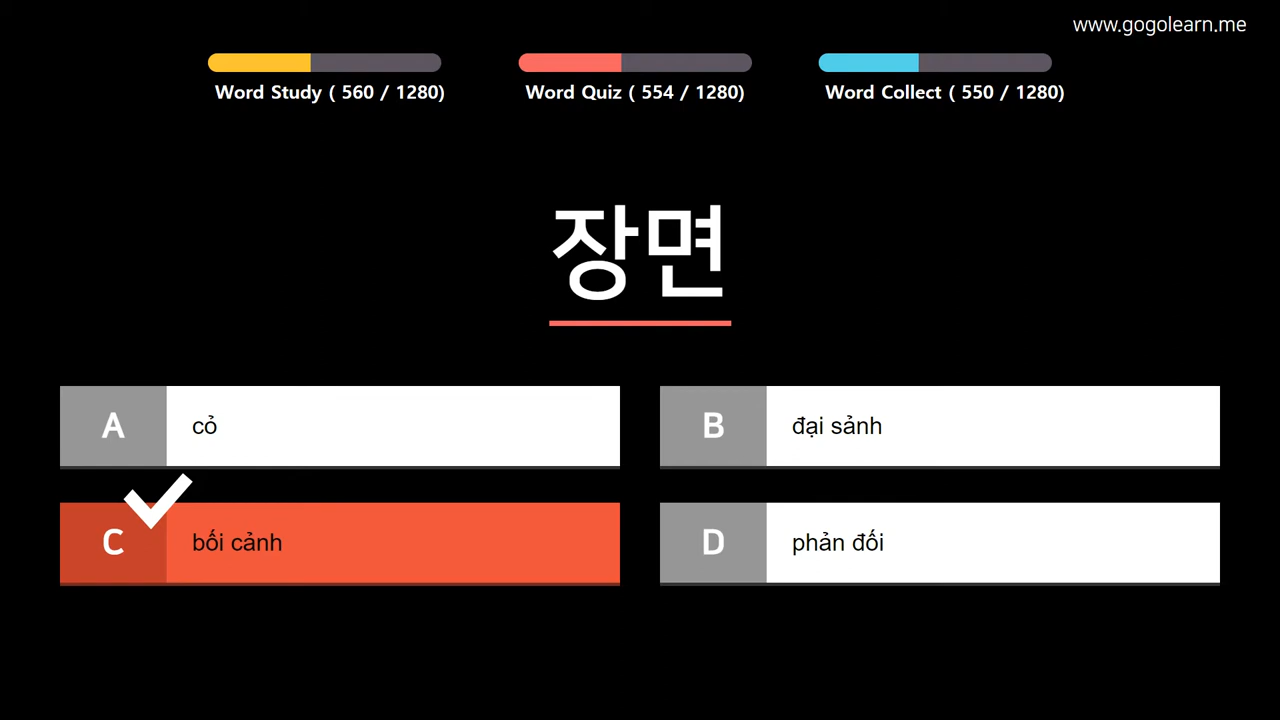 www.gogolearn.me
Word Study ( 560 / 1280)
Word Quiz ( 554 / 1280)
Word Collect ( 550 / 1280)
장면
A cỏ
B đại sảnh
C bối cảnh
D phản đối